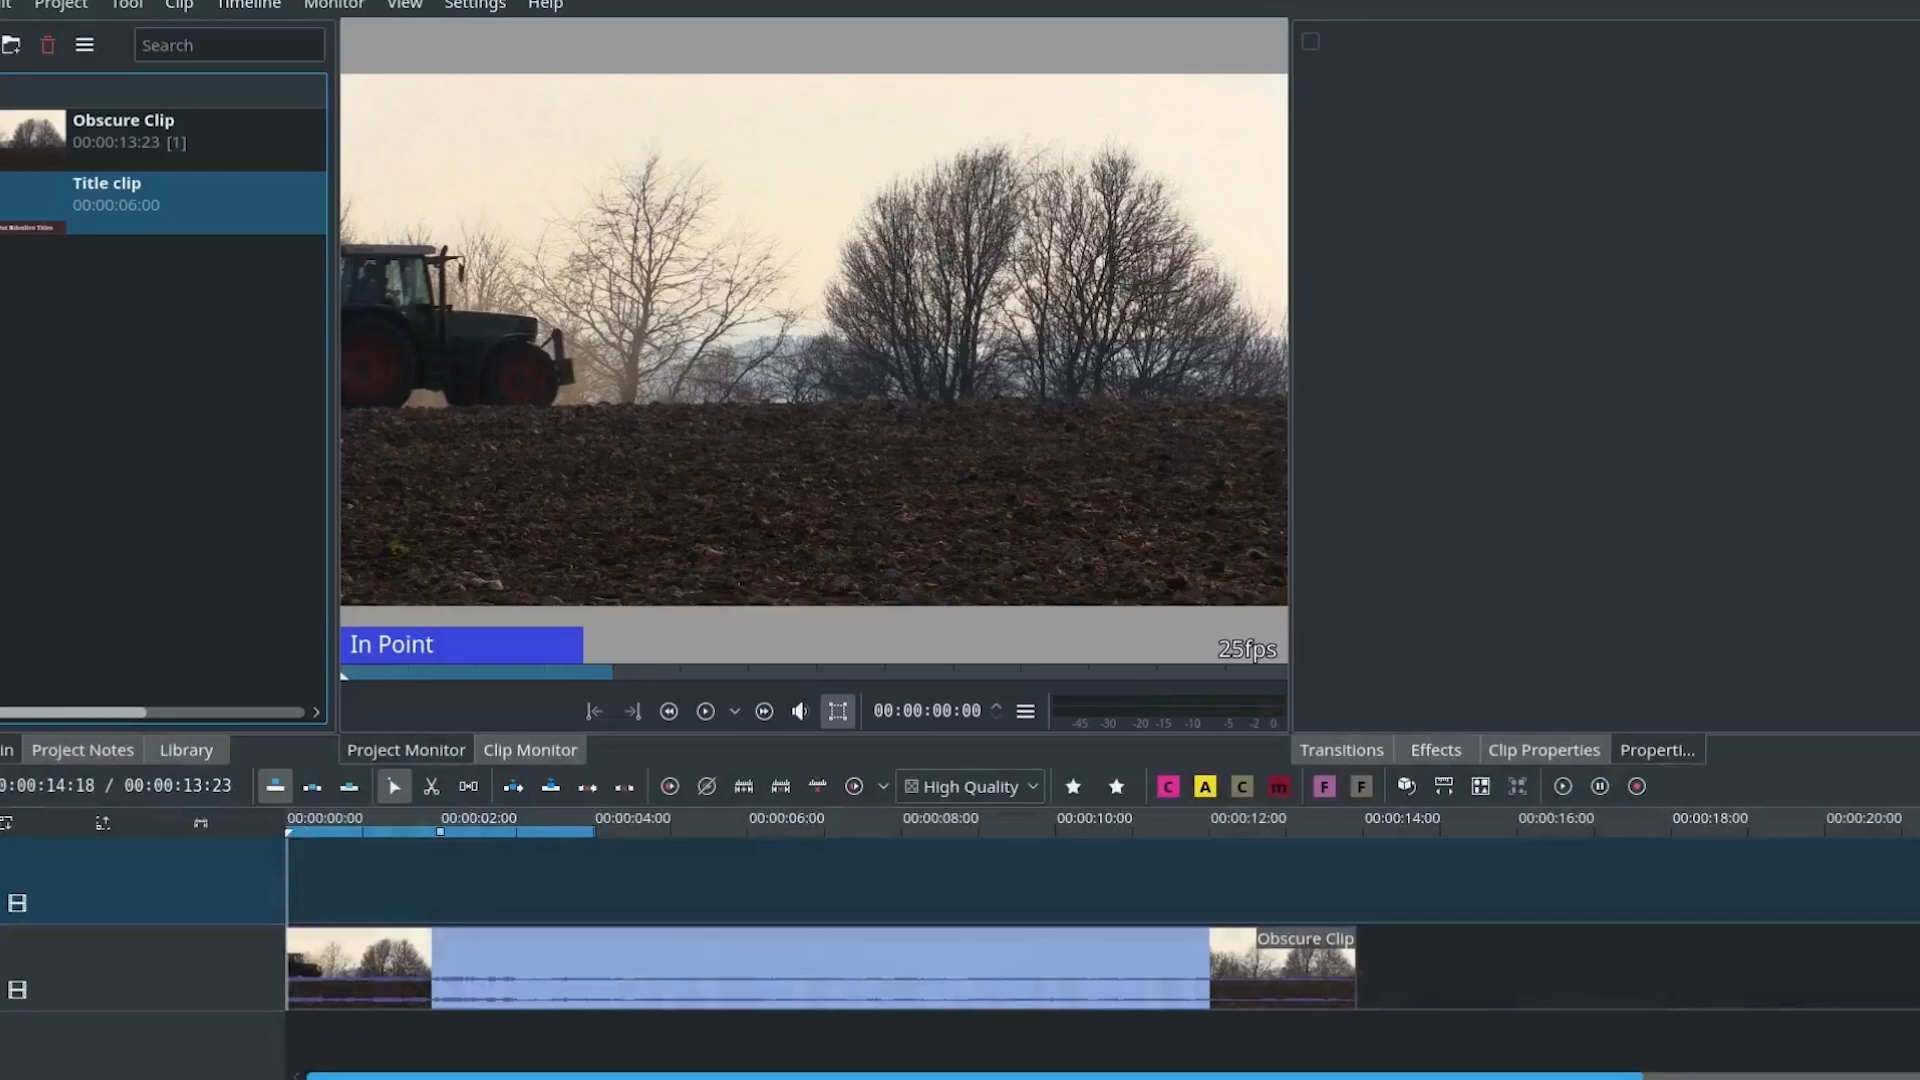 Project Tool Clip Timeline Monitor View Settings Help
Search
Obscure Clip
00:00:13:23 [1]
Title clip
00:00:06:00
In Point
25fps
00:00:00:00
-45 -30 -20 -15 -10 -5 -2 0
Project Notes Library Project Monitor Clip Monitor Transitions Effects Clip Properties Properti...
0:00:14:18 / 00:00:13:23
High Quality
C A C m F F
00:00:00:00 00:00:02:00 00:00:04:00 00:00:06:00 00:00:08:00 00:00:10:00 00:00:12:00 00:00:14:00 00:00:16:00 00:00:18:00 00:00:20:00
Obscure Clip